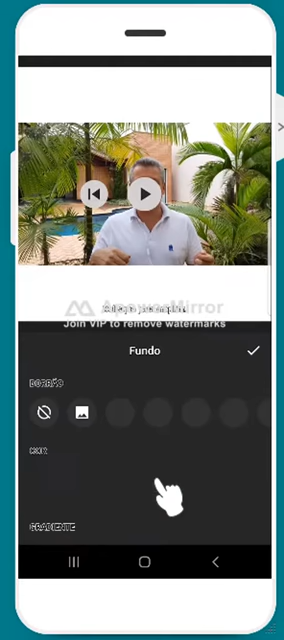 ApowerMirror
Join VIP to remove watermarks
Fundo
BORRÃO
COR
GRADIENTE